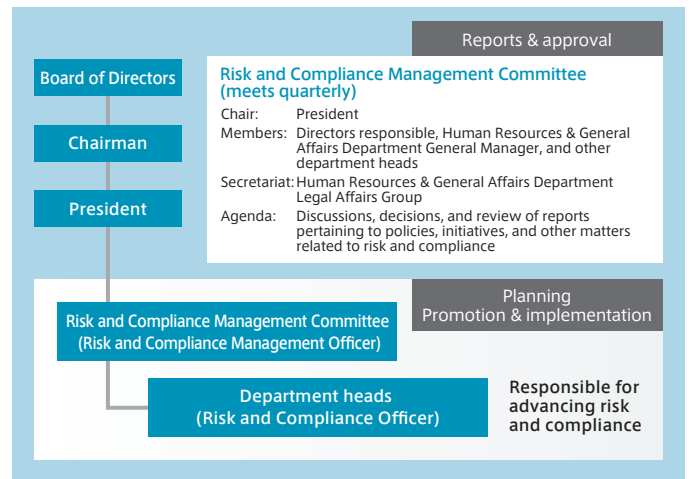 Reports & approval
Board of Directors
Chairman
President
Risk and Compliance Management Committee
(meets quarterly)
Chair: President
Members: Directors responsible, Human Resources & General
Affairs Department General Manager, and other
department heads
Secretariat: Human Resources & General Affairs Department
Legal Affairs Group
Agenda: Discussions, decisions, and review of reports
pertaining to policies, initiatives, and other matters
related to risk and compliance
Planning
Promotion & implementation
Risk and Compliance Management Committee
(Risk and Compliance Management Officer)
Department heads
(Risk and Compliance Officer)
Responsible for
advancing risk
and compliance